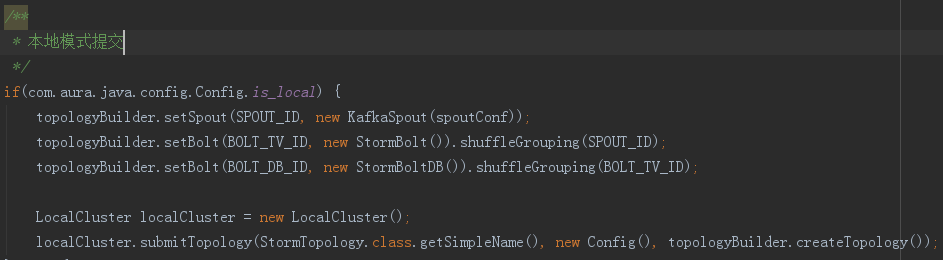 /**
 * 本地模式提交
 */
if(com.aura.java.config.Config.is_local) {
    topologyBuilder.setSpout(SPOUT_ID, new KafkaSpout(spoutConf));
    topologyBuilder.setBolt(BOLT_TV_ID, new StormBolt()).shuffleGrouping(SPOUT_ID);
    topologyBuilder.setBolt(BOLT_DB_ID, new StormBoltDB()).shuffleGrouping(BOLT_TV_ID);
    LocalCluster localCluster = new LocalCluster();
    localCluster.submitTopology(StormTopology.class.getSimpleName(), new Config(), topologyBuilder.createTopology());